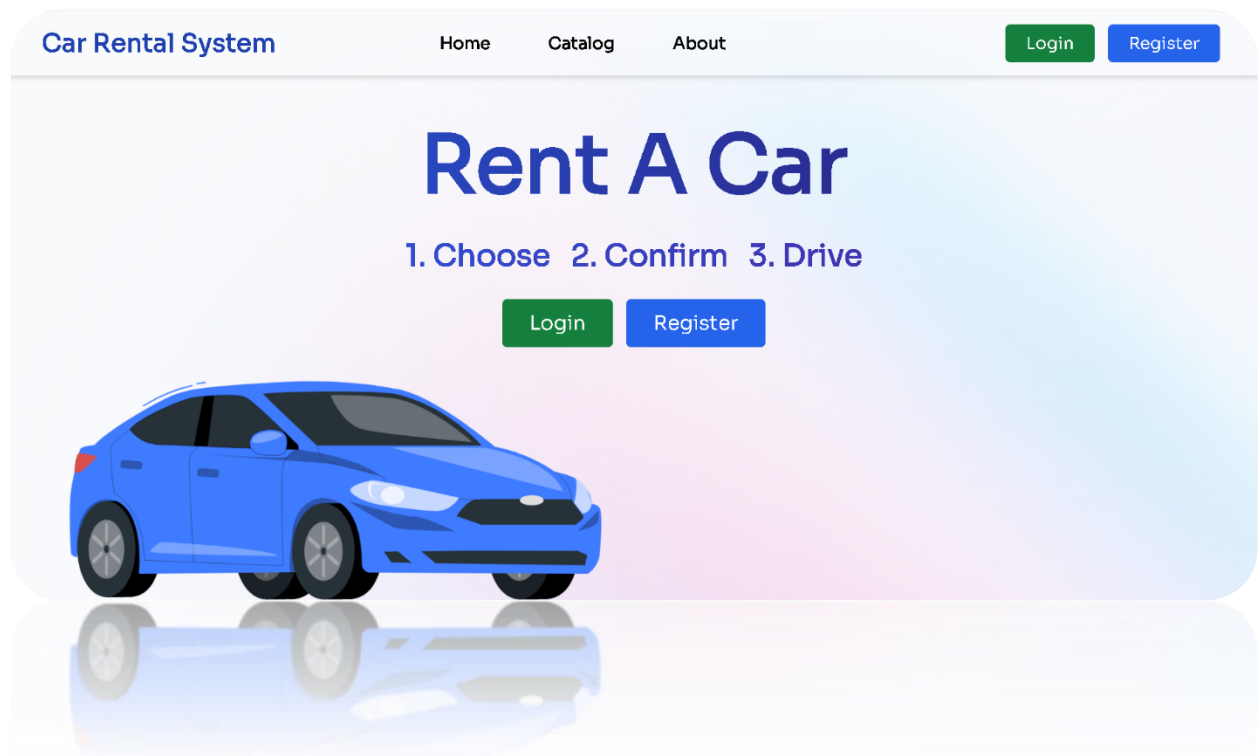 Car Rental System Home Catalog About Login Register
Rent A Car
1. Choose 2. Confirm 3. Drive
Login Register